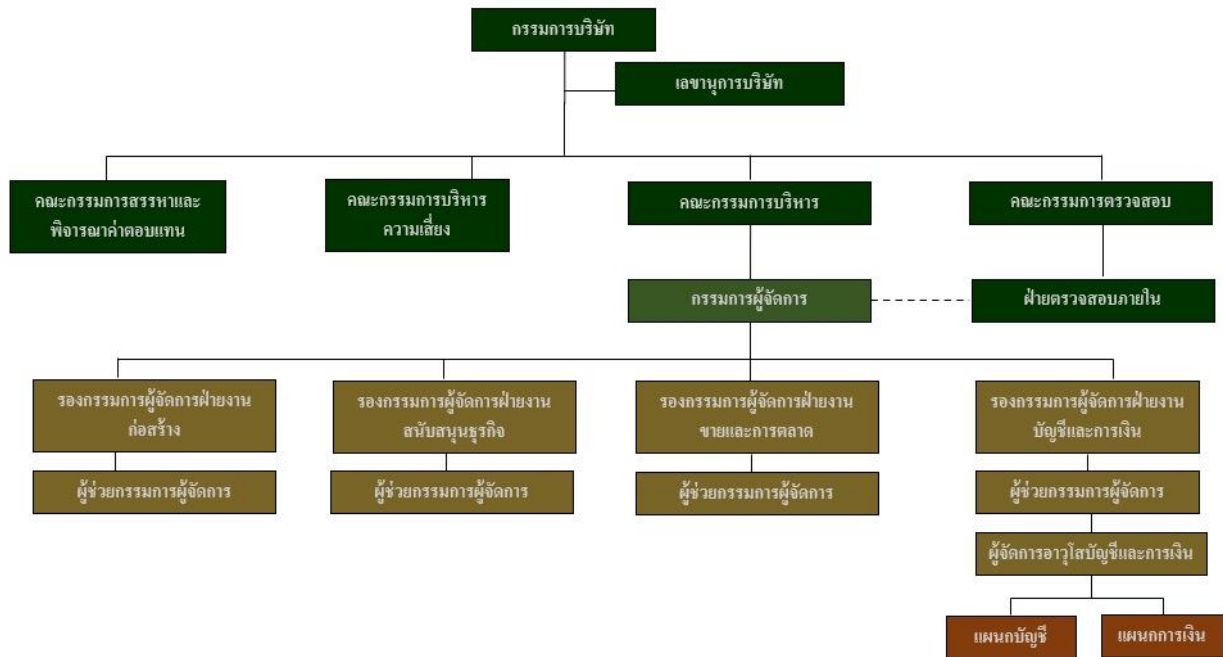 กรรมการบริษัท
เลขานุการบริษัท
คณะกรรมการสรรหาและ
พิจารณาค่าตอบแทน
คณะกรรมการบริหาร
ความเสี่ยง
คณะกรรมการบริหาร
คณะกรรมการตรวจสอบ
กรรมการผู้จัดการ
ฝ่ายตรวจสอบภายใน
รองกรรมการผู้จัดการฝ่ายงาน
ก่อสร้าง
รองกรรมการผู้จัดการฝ่ายงาน
สนับสนุนธุรกิจ
รองกรรมการผู้จัดการฝ่ายงาน
ขายและการตลาด
รองกรรมการผู้จัดการฝ่ายงาน
บัญชีและการเงิน
ผู้ช่วยกรรมการผู้จัดการ
ผู้ช่วยกรรมการผู้จัดการ
ผู้ช่วยกรรมการผู้จัดการ
ผู้ช่วยกรรมการผู้จัดการ
ผู้จัดการอาวุโสบัญชีและการเงิน
แผนกบัญชี
แผนกการเงิน